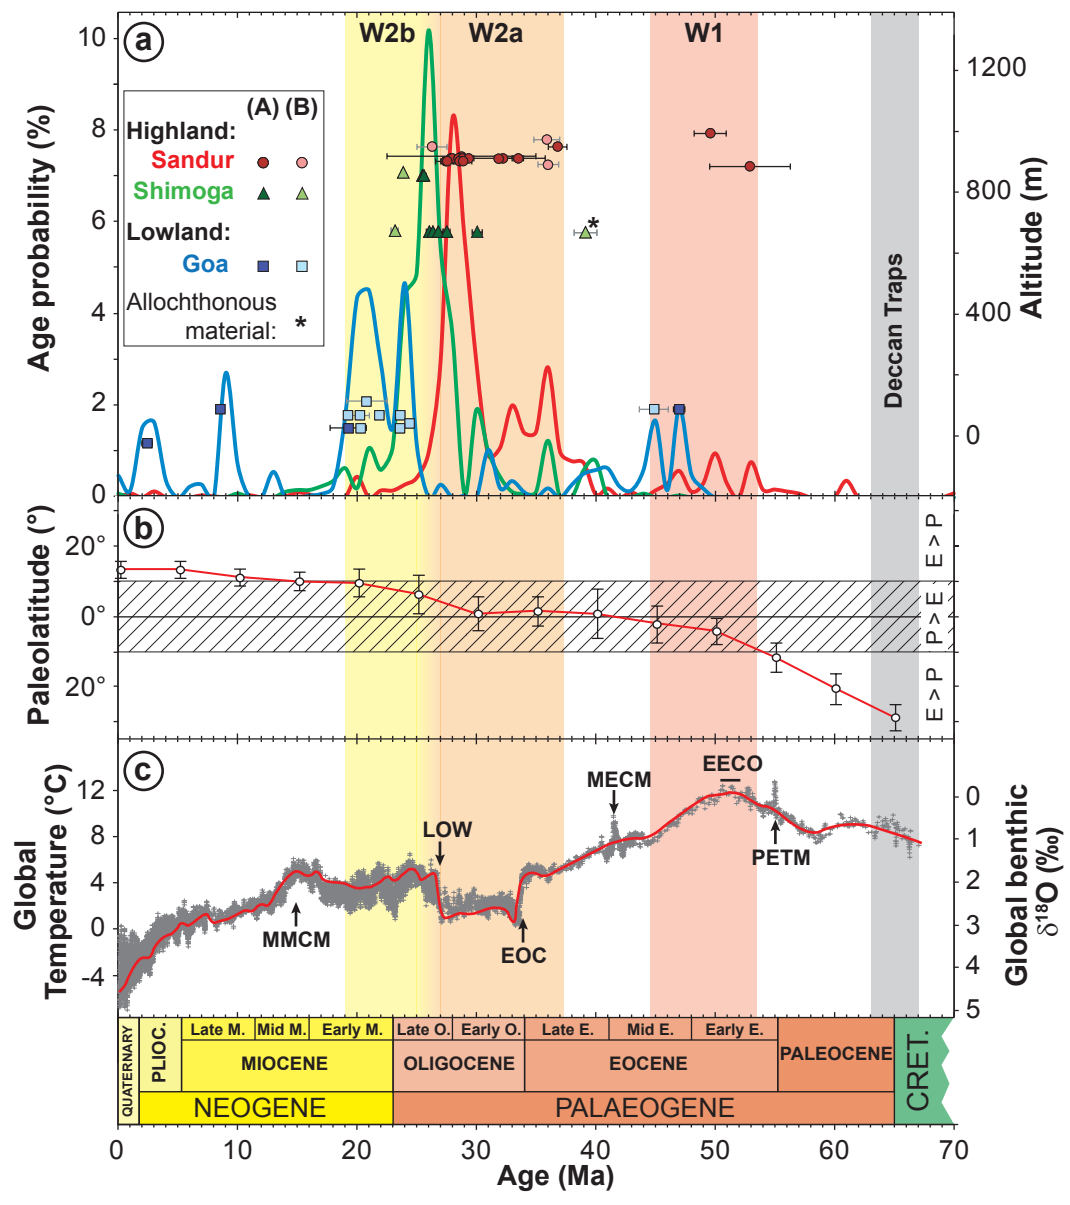 a
W2b
W2a
W1
Age probability (%)
10
8
6
4
2
0
Altitude (m)
1200
800
400
0
(A) (B)
Highland:
Sandur
Shimoga
Lowland:
Goa
Allochthonous
material: *
*
Deccan Traps
b
Paleolatitude (°)
20°
0°
20°
E > P
P > E
E > P
c
Global
Temperature (°C)
12
8
4
0
-4
Global benthic
δ18O (‰)
0
1
2
3
4
5
MMCM
LOW
EOC
MECM
EECO
PETM
QUATERNARY
PLIOC.
Late M.
Mid M.
Early M.
Late O.
Early O.
Late E.
Mid E.
Early E.
MIOCENE
OLIGOCENE
EOCENE
PALEOCENE
CRET.
NEOGENE
PALAEOGENE
0 10 20 30 40 50 60 70
Age (Ma)